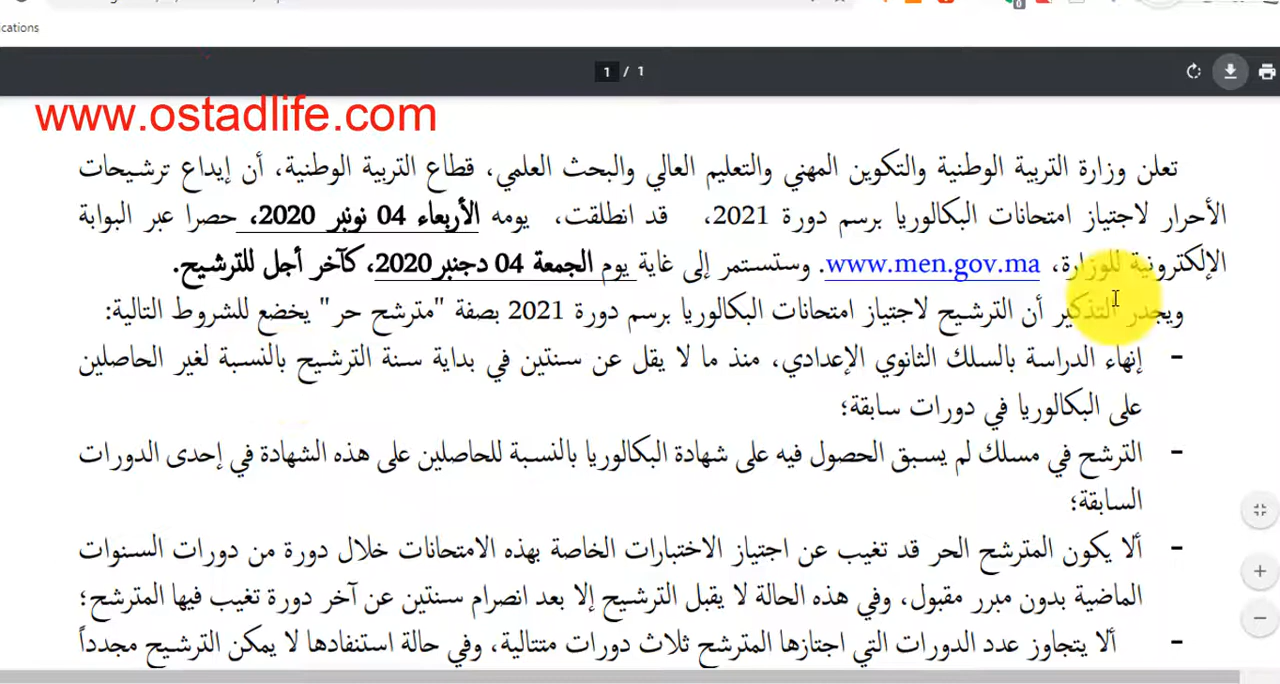 ications
1 / 1
www.ostadlife.com
تعلن وزارة التربية الوطنية والتكوين المهني والتعليم العالي والبحث العلمي، قطاع التربية الوطنية، أن إيداع ترشيحات
الأحرار لاجتياز امتحانات البكالوريا برسم دورة 2021، قد انطلقت، يومه الأربعاء 04 نونبر 2020، حصرا عبر البوابة
الإلكترونية للوزارة، www.men.gov.ma. وستستمر إلى غاية يوم الجمعة 04 دجنبر2020، كآخر أجل للترشيح.
ويجدر التذكير أن الترشيح لاجتياز امتحانات البكالوريا برسم دورة 2021 بصفة "مترشح حر" يخضع للشروط التالية:
- إنهاء الدراسة بالسلك الثانوي الإعدادي، منذ ما لا يقل عن سنتين في بداية سنة الترشيح بالنسبة لغير الحاصلين
على البكالوريا في دورات سابقة؛
- الترشح في مسلك لم يسبق الحصول فيه على شهادة البكالوريا بالنسبة للحاصلين على هذه الشهادة في إحدى الدورات
السابقة؛
- ألا يكون المترشح الحر قد تغيب عن اجتياز الاختبارات الخاصة بهذه الامتحانات خلال دورة من دورات السنوات
الماضية بدون مبرر مقبول، وفي هذه الحالة لا يقبل الترشيح إلا بعد انصرام سنتين عن آخر دورة تغيب فيها المترشح؛
- ألا يتجاوز عدد الدورات التي اجتازها المترشح ثلاث دورات متتالية، وفي حالة استنفادها لا يمكن الترشيح مجدداً